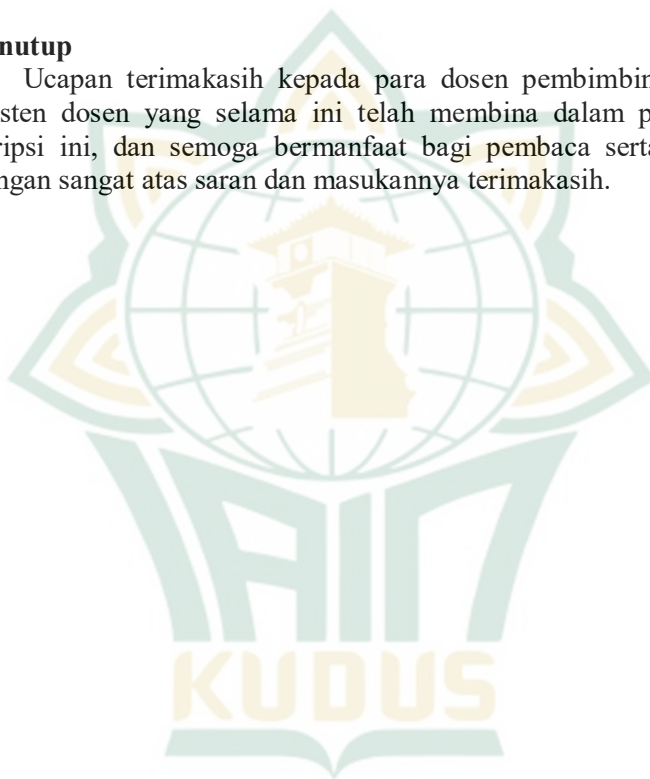 nutup
Ucapan terimakasih kepada para dosen pembimbin
sten dosen yang selama ini telah membina dalam p
ripsi ini, dan semoga bermanfaat bagi pembaca serta
ngan sangat atas saran dan masukannya terimakasih.
IAIN
KUDUS